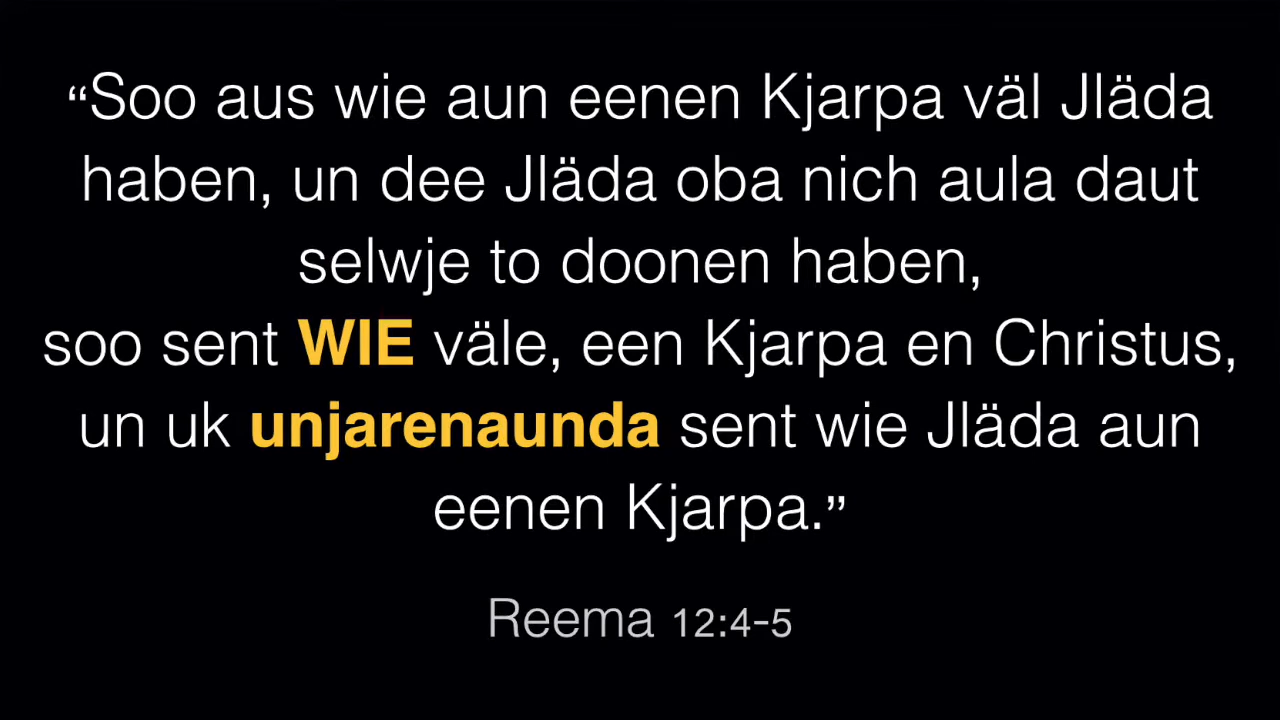 “Soo aus wie aun eenen Kjarpa väl Jläda
haben, un dee Jläda oba nich aula daut
selwje to doonen haben,
soo sent WIE väle, een Kjarpa en Christus,
un uk unjarenaunda sent wie Jläda aun
eenen Kjarpa.”
Reema 12:4-5